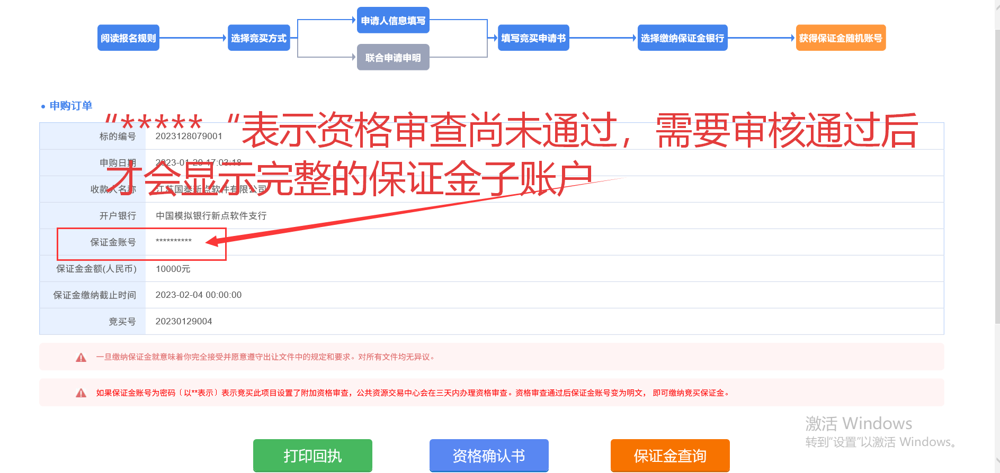 阅读报名规则
选择竞买方式
申请人信息填写
联合申请申明
填写竞买申请书
选择缴纳保证金银行
获得保证金随机账号
申购订单
“*****“表示资格审查尚未通过，需要审核通过后
才会显示完整的保证金子账户
标的编号 2023128079001
申购日期 2023-01-29 17:03:18
收款人名称 江苏国泰新点软件有限公司
开户银行 中国模拟银行新点软件支行
保证金账号 **********
保证金金额(人民币) 10000元
保证金缴纳截止时间 2023-02-04 00:00:00
竞买号 20230129004
一旦缴纳保证金就意味着你完全接受并愿意遵守出让文件中的规定和要求。对所有文件均无异议。
如果保证金账号为密码〔以**表示〕表示竞买此项目设置了附加资格审查，公共资源交易中心会在三天内办理资格审查。资格审查通过后保证金账号变为明文， 即可缴纳竞买保证金。
激活 Windows
转到“设置”以激活 Windows。
打印回执
资格确认书
保证金查询